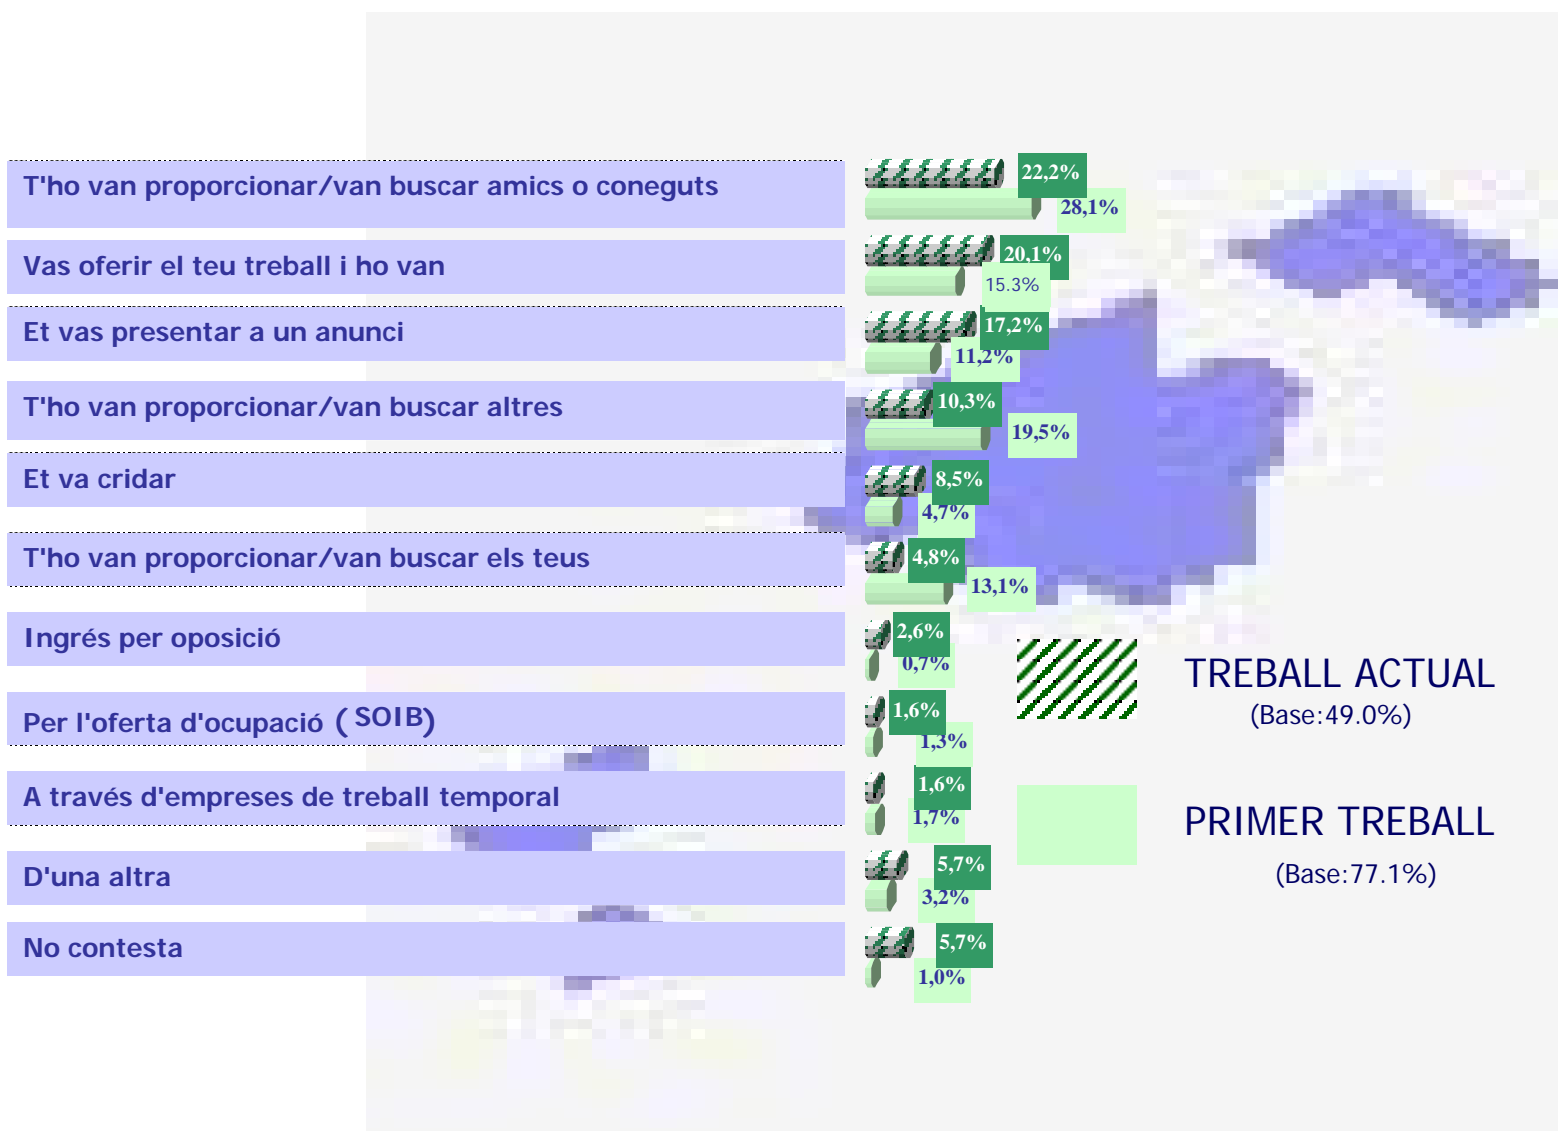 T'ho van proporcionar/van buscar amics o coneguts
22,2%
28,1%
Vas oferir el teu treball i ho van
20,1%
15.3%
Et vas presentar a un anunci
17,2%
11,2%
T'ho van proporcionar/van buscar altres
10,3%
19,5%
Et va cridar
8,5%
4,7%
T'ho van proporcionar/van buscar els teus
4,8%
13,1%
Ingrés per oposició
2,6%
0,7%
Per l'oferta d'ocupació (SOIB)
1,6%
1,3%
A través d'empreses de treball temporal
1,6%
1,7%
D'una altra
5,7%
3,2%
No contesta
5,7%
1,0%
TREBALL ACTUAL
(Base:49.0%)
PRIMER TREBALL
(Base:77.1%)